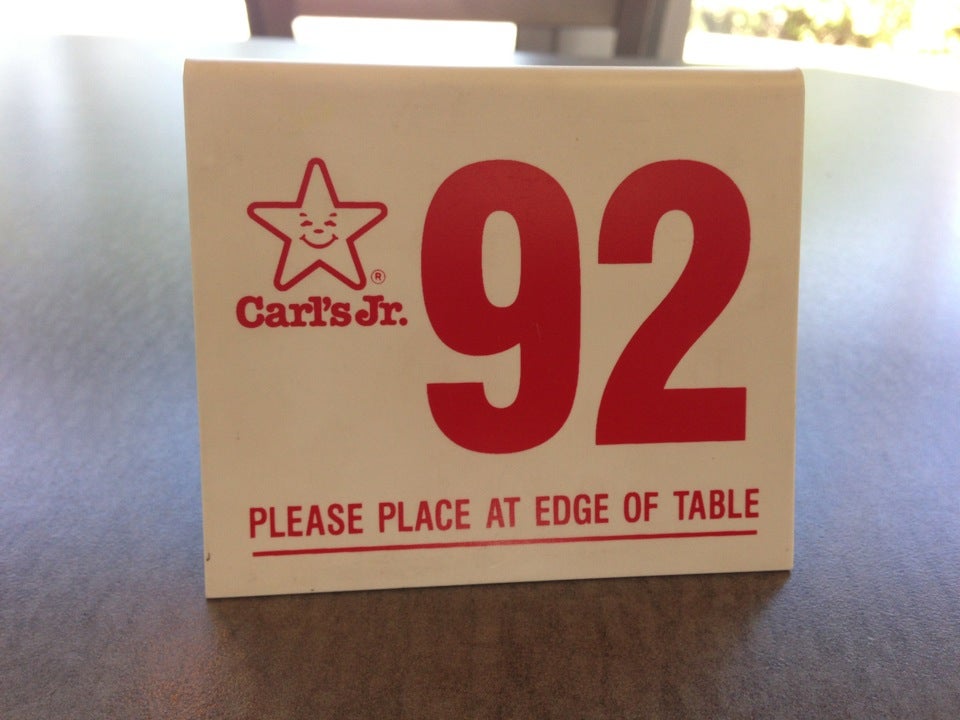 92
®
Carl's Jr.
PLEASE PLACE AT EDGE OF TABLE